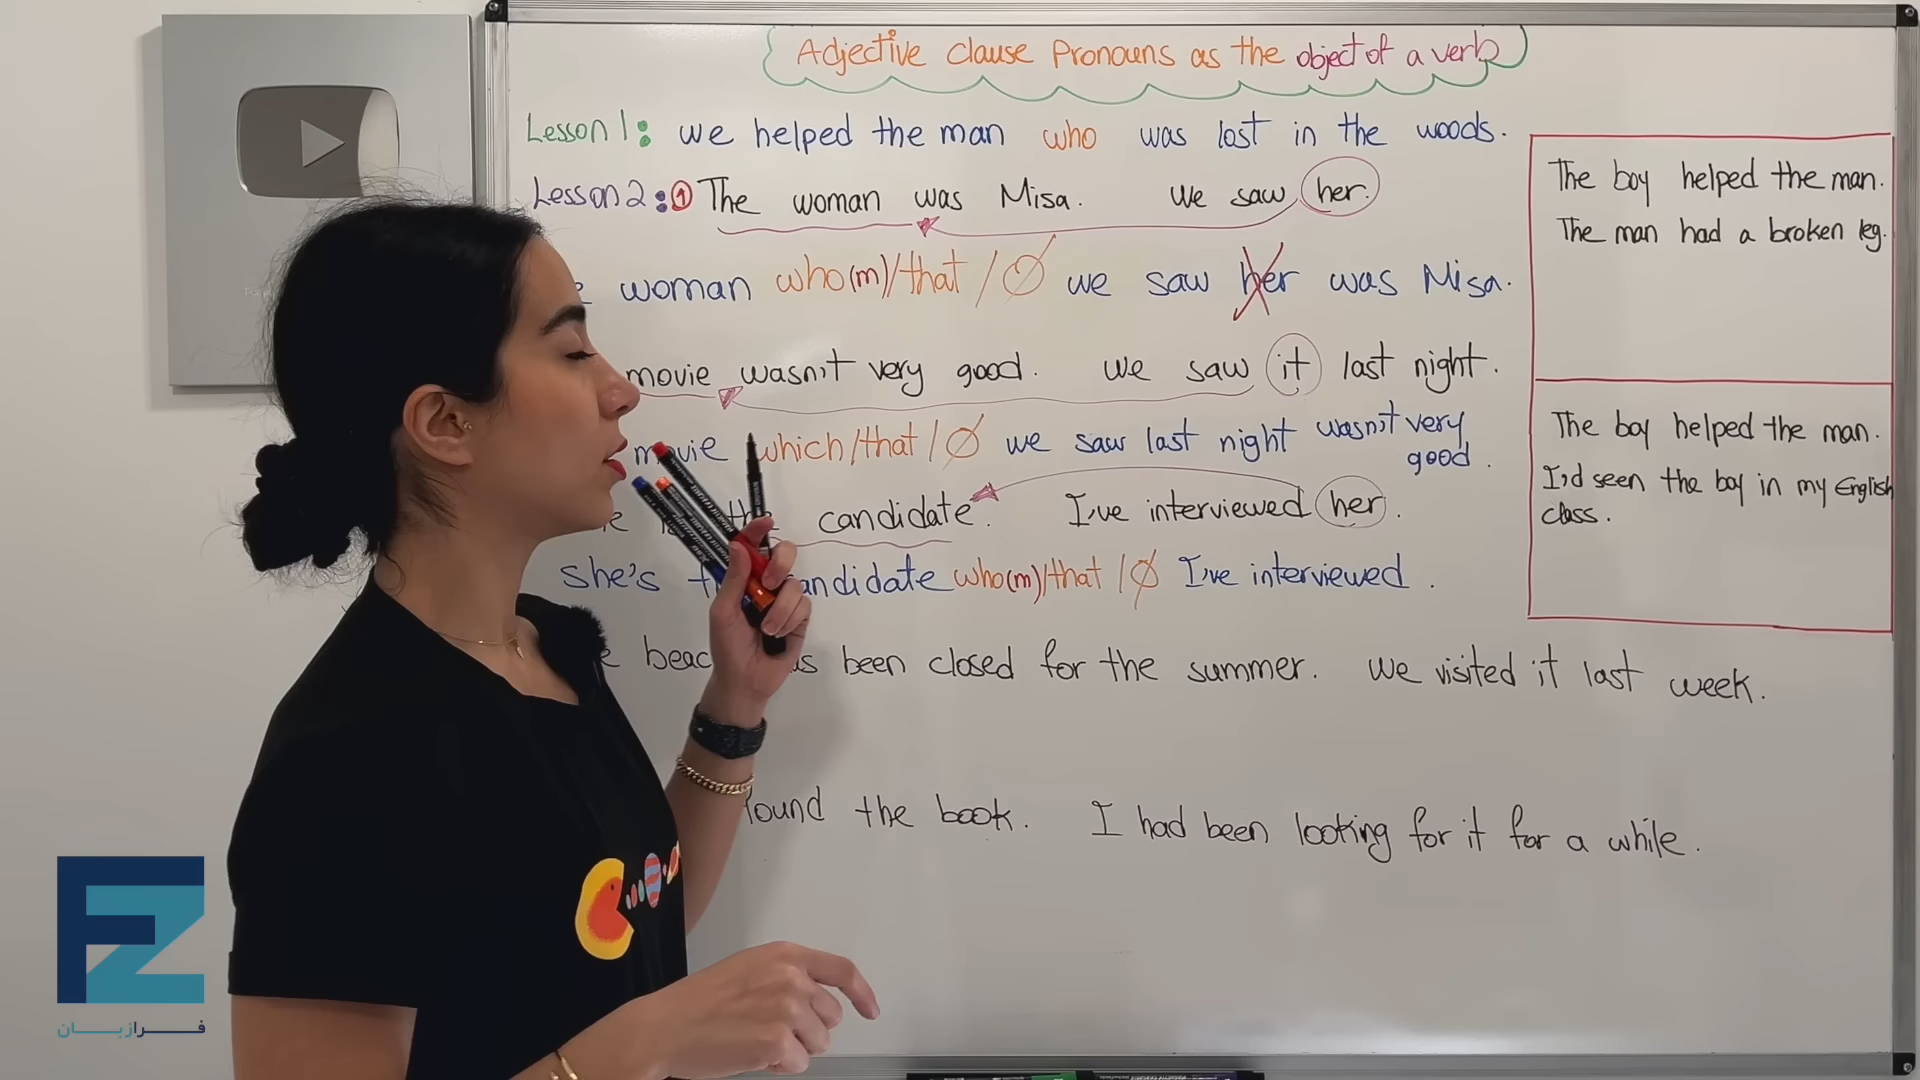 Adjective clause Pronouns as the object of a verb
Lesson 1: we helped the man who was lost in the woods.
Lesson 2: ① The woman was Misa. We saw her.
woman who(m)/that/Ø we saw her was Misa.
movie wasn't very good. We saw it last night.
movie which/that/Ø we saw last night wasn't very good.
the candidate. I've interviewed her.
she's candidate who(m)/that/Ø I've interviewed.
been closed for the summer. We visited it last week.
the book. I had been looking for it for a while.
The boy helped the man.
The man had a broken leg.
The boy helped the man.
I'd seen the boy in my English
class.
فرازبان